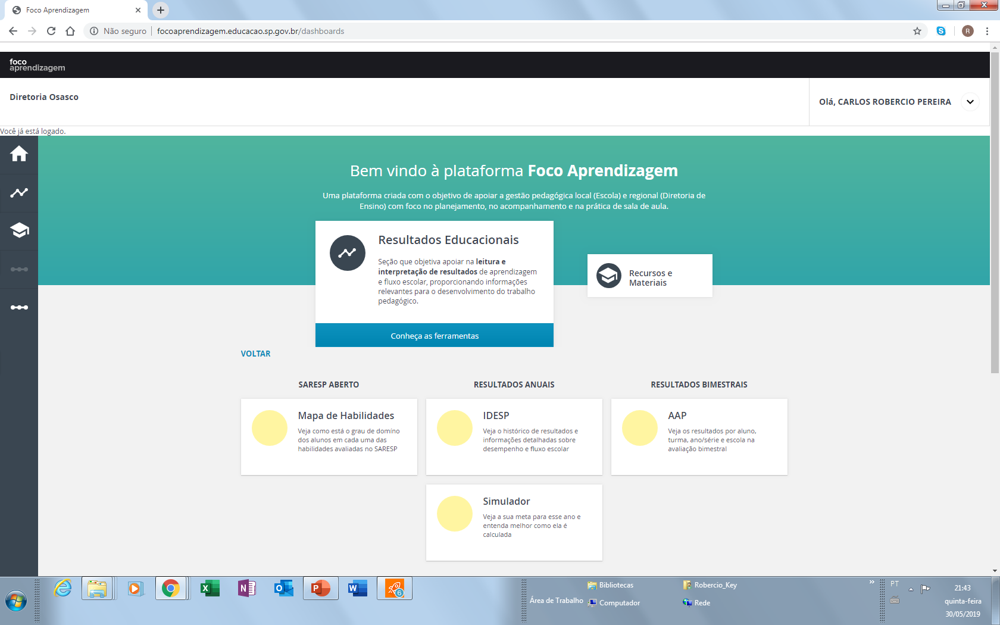 Foco Aprendizagem
Não seguro
focoaprendizagem.educacao.sp.gov.br/dashboards
R
foco
aprendizagem
Diretoria Osasco
Olá, CARLOS ROBERCIO PEREIRA
Você já está logado.
Bem vindo à plataforma Foco Aprendizagem
Uma plataforma criada com o objetivo de apoiar a gestão pedagógica local (Escola) e regional (Diretoria de
Ensino) com foco no planejamento, no acompanhamento e na prática de sala de aula.
Resultados Educacionais
Seção que objetiva apoiar na leitura e
interpretação de resultados de aprendizagem
e fluxo escolar, proporcionando informações
relevantes para o desenvolvimento do trabalho
pedagógico.
Conheça as ferramentas
Recursos e
Materiais
VOLTAR
SARESP ABERTO
Mapa de Habilidades
Veja como está o grau de domíno
dos alunos em cada uma das
habilidades avaliadas no SARESP
RESULTADOS ANUAIS
IDESP
Veja o histórico de resultados e
informações detalhadas sobre
desempenho e fluxo escolar
Simulador
Veja a sua meta para esse ano e
entenda melhor como ela é
calculada
RESULTADOS BIMESTRAIS
AAP
Veja os resultados por aluno,
turma, ano/série e escola na
avaliação bimestral
6
Área de Trabalho
Bibliotecas
Computador
Robercio_Key
Rede
PT
21:43
quinta-feira
30/05/2019